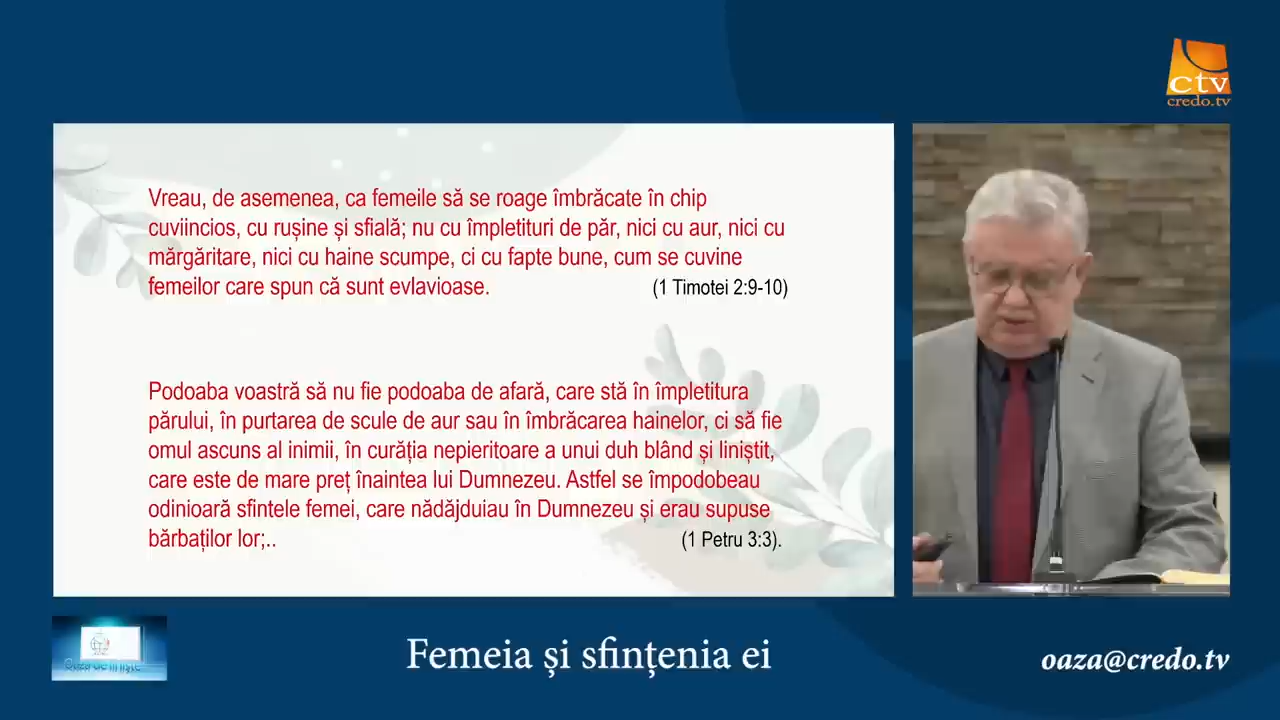 ctv
credo.tv
Vreau, de asemenea, ca femeile să se roage îmbrăcate în chip
cuviincios, cu rușine și sfială; nu cu împletituri de păr, nici cu aur, nici cu
mărgăritare, nici cu haine scumpe, ci cu fapte bune, cum se cuvine
femeilor care spun că sunt evlavioase. (1 Timotei 2:9-10)
Podoaba voastră să nu fie podoaba de afară, care stă în împletitura
părului, în purtarea de scule de aur sau în îmbrăcarea hainelor, ci să fie
omul ascuns al inimii, în curăția nepieritoare a unui duh blând și liniștit,
care este de mare preț înaintea lui Dumnezeu. Astfel se împodobeau
odinioară sfintele femei, care nădăjduiau în Dumnezeu și erau supuse
bărbaților lor;.. (1 Petru 3:3).
Femeia și sfințenia ei
oaza@credo.tv